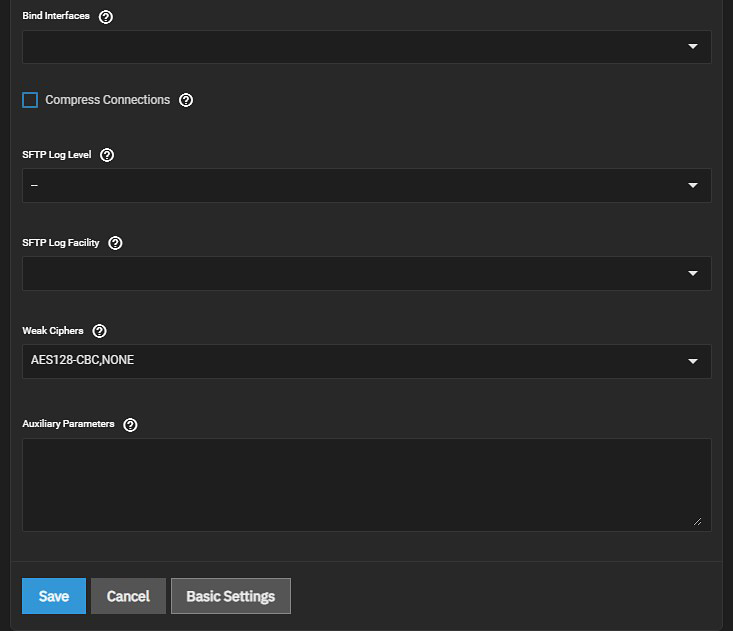 Bind Interfaces
Compress Connections
SFTP Log Level
--
SFTP Log Facility
Weak Ciphers
AES128-CBC,NONE
Auxiliary Parameters
Save Cancel Basic Settings